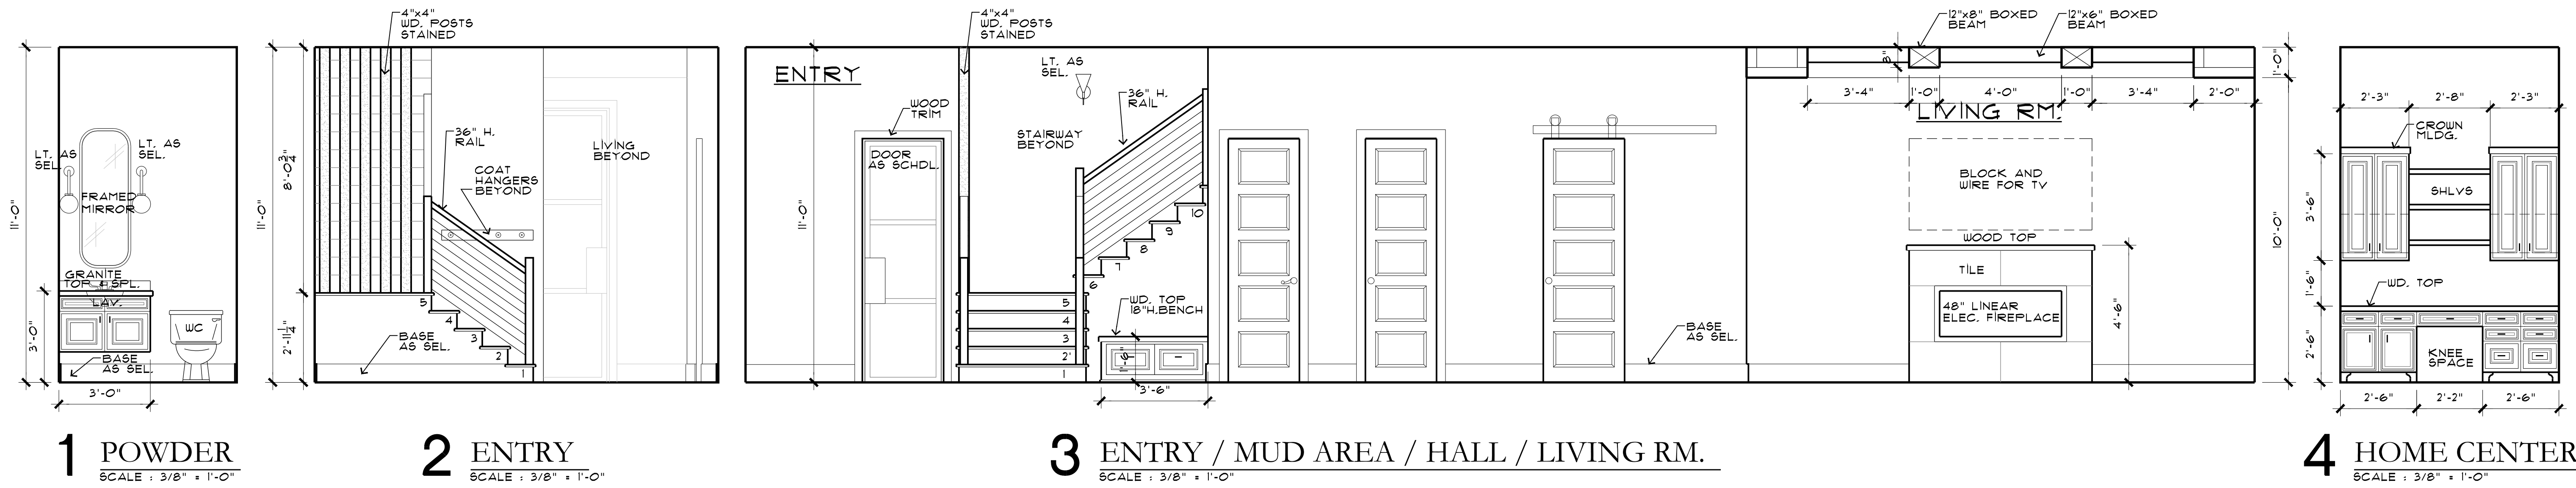 11'-0"
3'-0"
LT. AS
SEL.
LT. AS
SEL.
FRAMED
MIRROR
GRANITE
TOP & SPL.
LAV.
WC
BASE
AS SEL.
3'-0"
1 POWDER
SCALE : 3/8" = 1'-0"
4"x4"
WD. POSTS
STAINED
11'-0"
8'-0 3/4"
2'-11 1/4"
36" H.
RAIL
COAT
HANGERS
BEYOND
LIVING
BEYOND
BASE
AS SEL.
5
4
3
2
1
2 ENTRY
SCALE : 3/8" = 1'-0"
4"x4"
WD. POSTS
STAINED
ENTRY
11'-0"
WOOD
TRIM
DOOR
AS SCHDL.
LT. AS
SEL.
STAIRWAY
BEYOND
36" H.
RAIL
10
9
8
7
6
5
4
3
2'
1
WD. TOP
18"H.BENCH
1'-6"
3'-6"
BASE
AS SEL.
12"x8" BOXED
BEAM
12"x6" BOXED
BEAM
8"
1'-0"
3'-4"
1'-0"
4'-0"
1'-0"
3'-4"
2'-0"
LIVING RM.
BLOCK AND
WIRE FOR TV
WOOD TOP
TILE
48" LINEAR
ELEC. FIREPLACE
4'-6"
10'-0"
3 ENTRY / MUD AREA / HALL / LIVING RM.
SCALE : 3/8" = 1'-0"
2'-3"
2'-8"
2'-3"
CROWN
MLDG.
SHLVS
3'-6"
1'-6"
2'-6"
WD. TOP
KNEE
SPACE
2'-6"
2'-2"
2'-6"
4 HOME CENTER
SCALE : 3/8" = 1'-0"